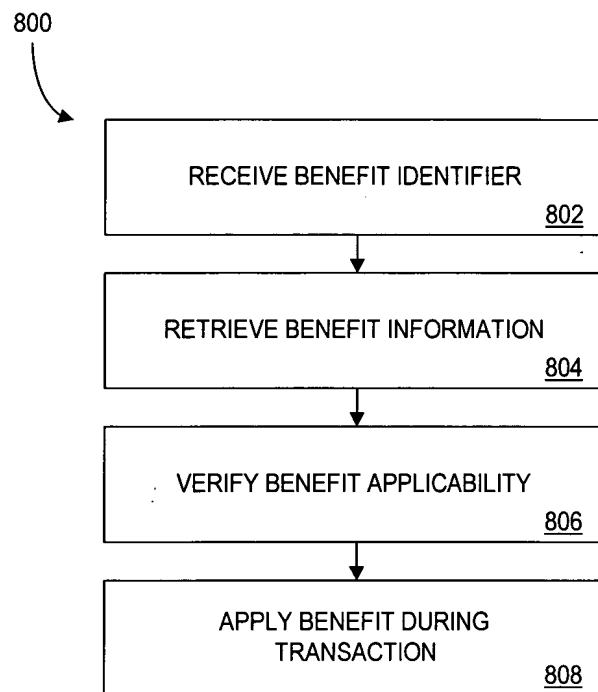 800
RECEIVE BENEFIT IDENTIFIER
802
RETRIEVE BENEFIT INFORMATION
804
VERIFY BENEFIT APPLICABILITY
806
APPLY BENEFIT DURING
TRANSACTION
808